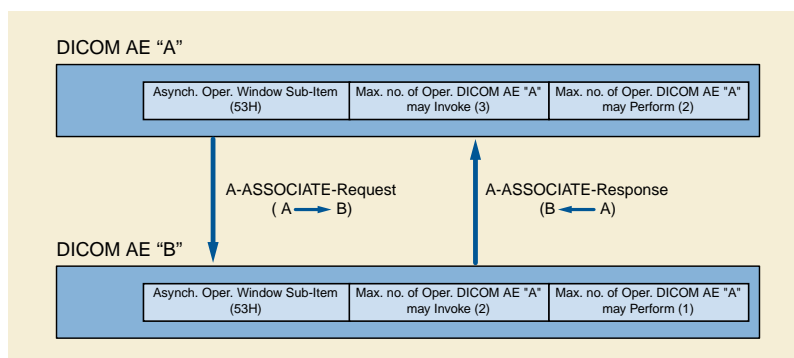 DICOM AE “A”
Asynch. Oper. Window Sub-Item
(53H)
Max. no. of Oper. DICOM AE "A"
may Invoke (3)
Max. no. of Oper. DICOM AE "A"
may Perform (2)
A-ASSOCIATE-Request
( A → B)
A-ASSOCIATE-Response
(B ← A)
DICOM AE “B”
Asynch. Oper. Window Sub-Item
(53H)
Max. no. of Oper. DICOM AE "A"
may Invoke (2)
Max. no. of Oper. DICOM AE "A"
may Perform (1)